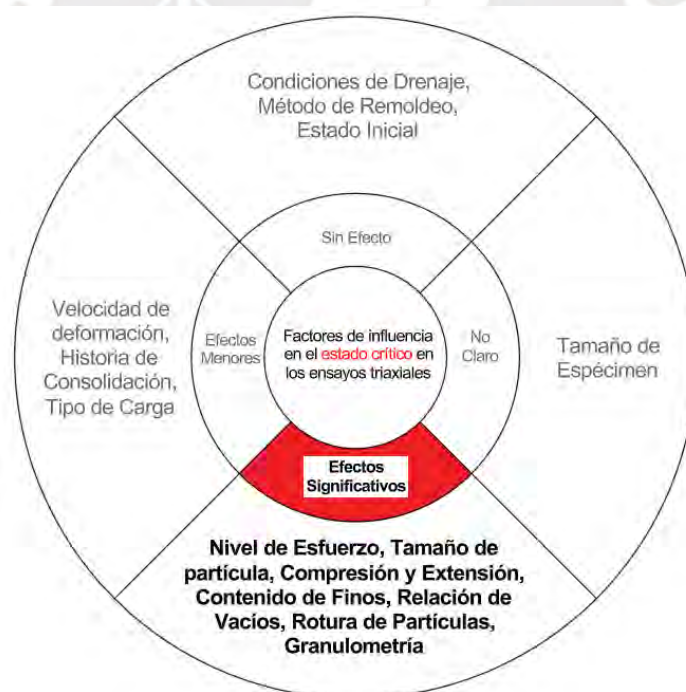 Condiciones de Drenaje,
Método de Remoldeo,
Estado Inicial
Sin Efecto
Velocidad de
deformación,
Historia de
Consolidación,
Tipo de Carga
Efectos
Menores
Factores de influencia
en el estado crítico en
los ensayos triaxiales
No
Claro
Tamaño de
Espécimen
Efectos
Significativos
Nivel de Esfuerzo, Tamaño de
partícula, Compresión y Extensión,
Contenido de Finos, Relación de
Vacíos, Rotura de Partículas,
Granulometría